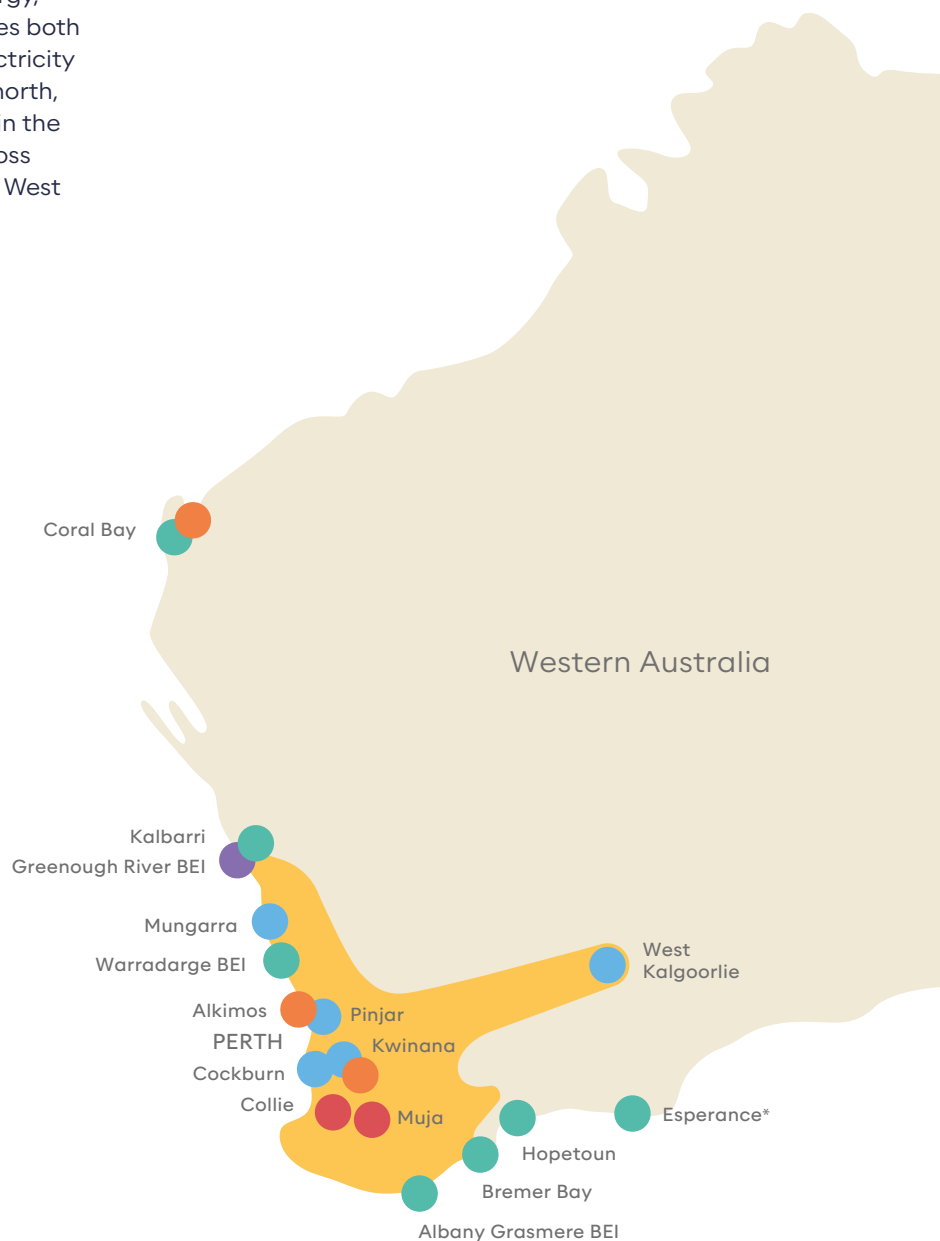 es both
ctricity
north,
in the
oss
West
Coral Bay
Western Australia
Kalbarri
Greenough River BEI
Mungarra
Warradarge BEI
West
Kalgoorlie
Alkimos
Pinjar
PERTH
Kwinana
Cockburn
Collie
Muja
Esperance*
Hopetoun
Bremer Bay
Albany Grasmere BEI